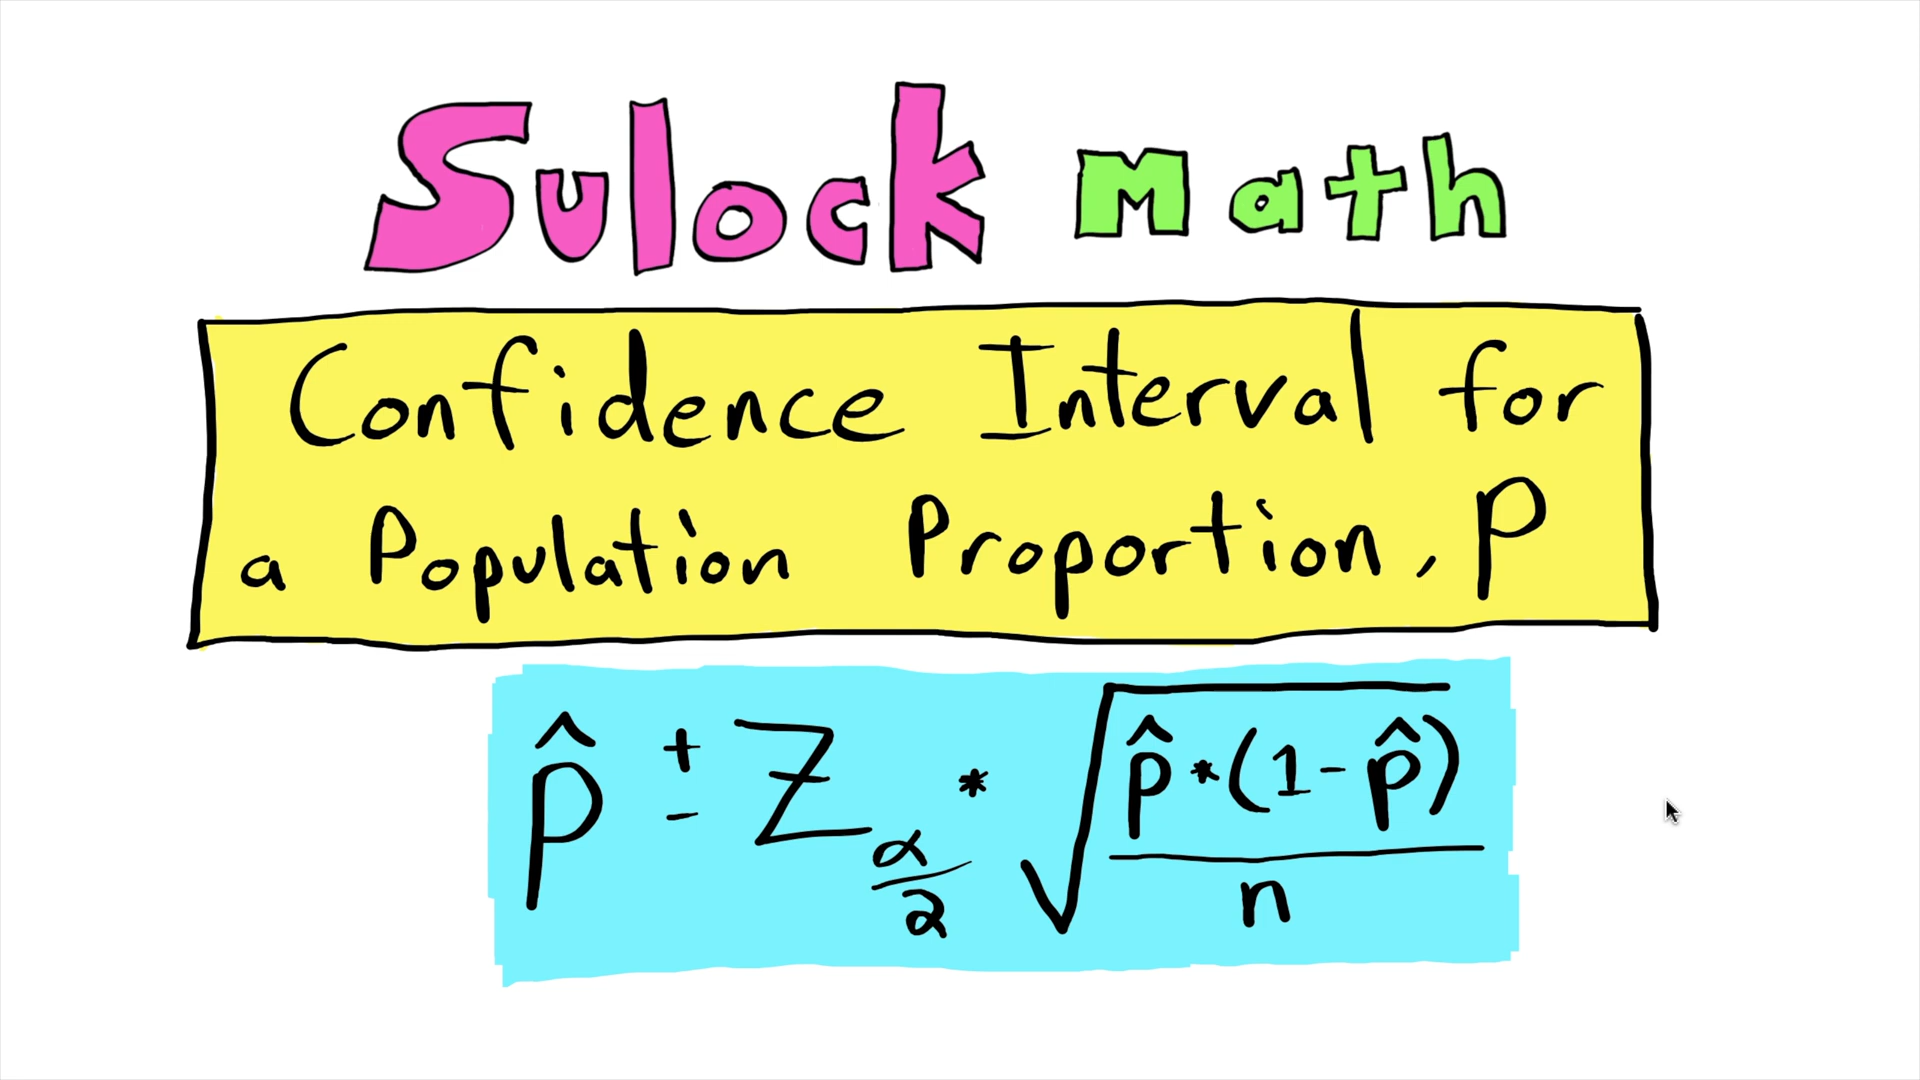 Sulock Math
Confidence Interval for
a Population Proportion, P
p̂ ± Z_{α/2} * √(p̂*(1-p̂)/n)